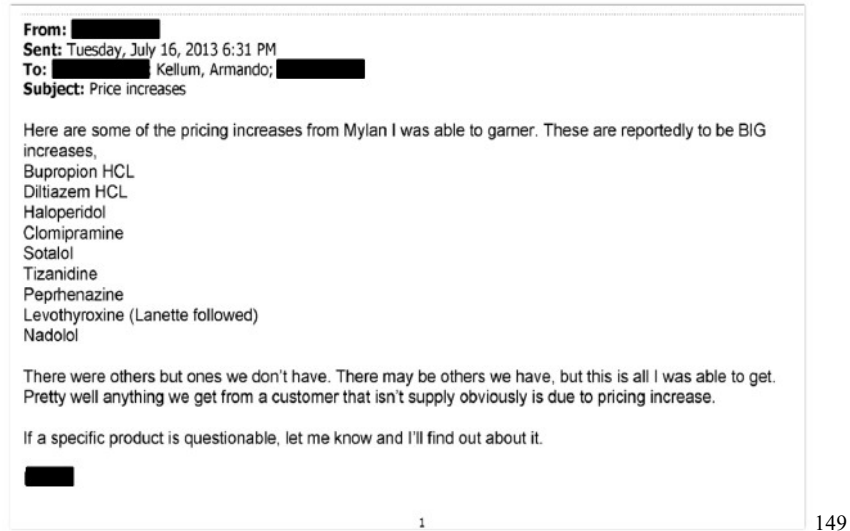 From:
Sent: Tuesday, July 16, 2013 6:31 PM
To: ; Kellum, Armando;
Subject: Price increases
Here are some of the pricing increases from Mylan I was able to garner. These are reportedly to be BIG
increases,
Bupropion HCL
Diltiazem HCL
Haloperidol
Clomipramine
Sotalol
Tizanidine
Peprhenazine
Levothyroxine (Lanette followed)
Nadolol
There were others but ones we don't have. There may be others we have, but this is all I was able to get.
Pretty well anything we get from a customer that isn't supply obviously is due to pricing increase.
If a specific product is questionable, let me know and I'll find out about it.
1
149